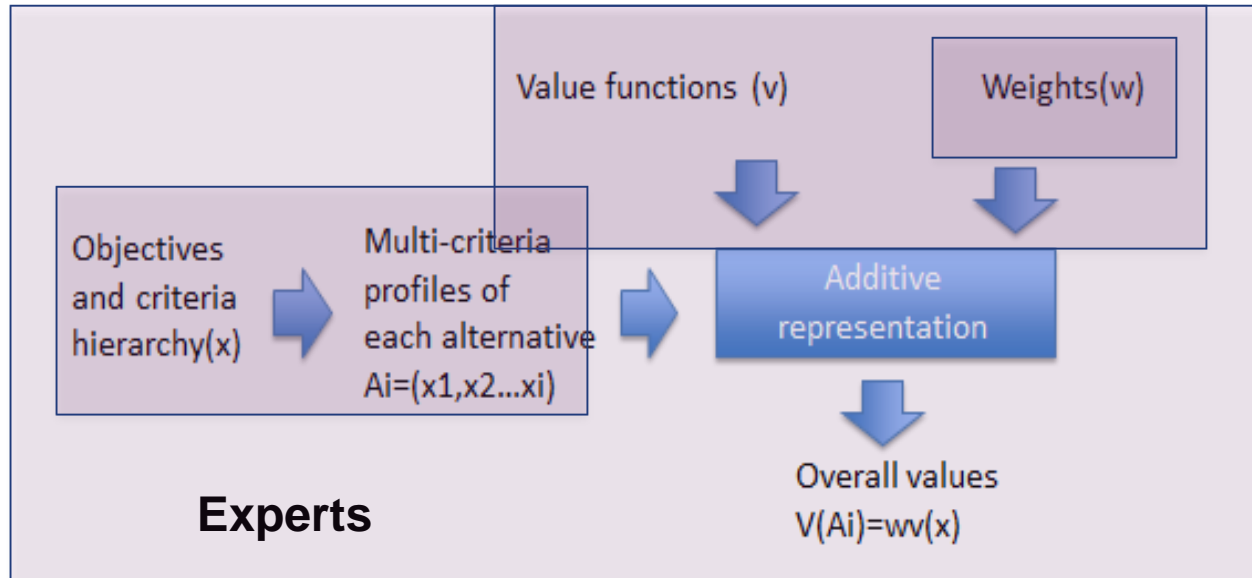 Value functions (v)
Weights(w)
Objectives
and criteria
hierarchy(x)
Multi-criteria
profiles of
each alternative
Ai=(x1,x2...xi)
Additive
representation
Overall values
V(Ai)=wv(x)
Experts